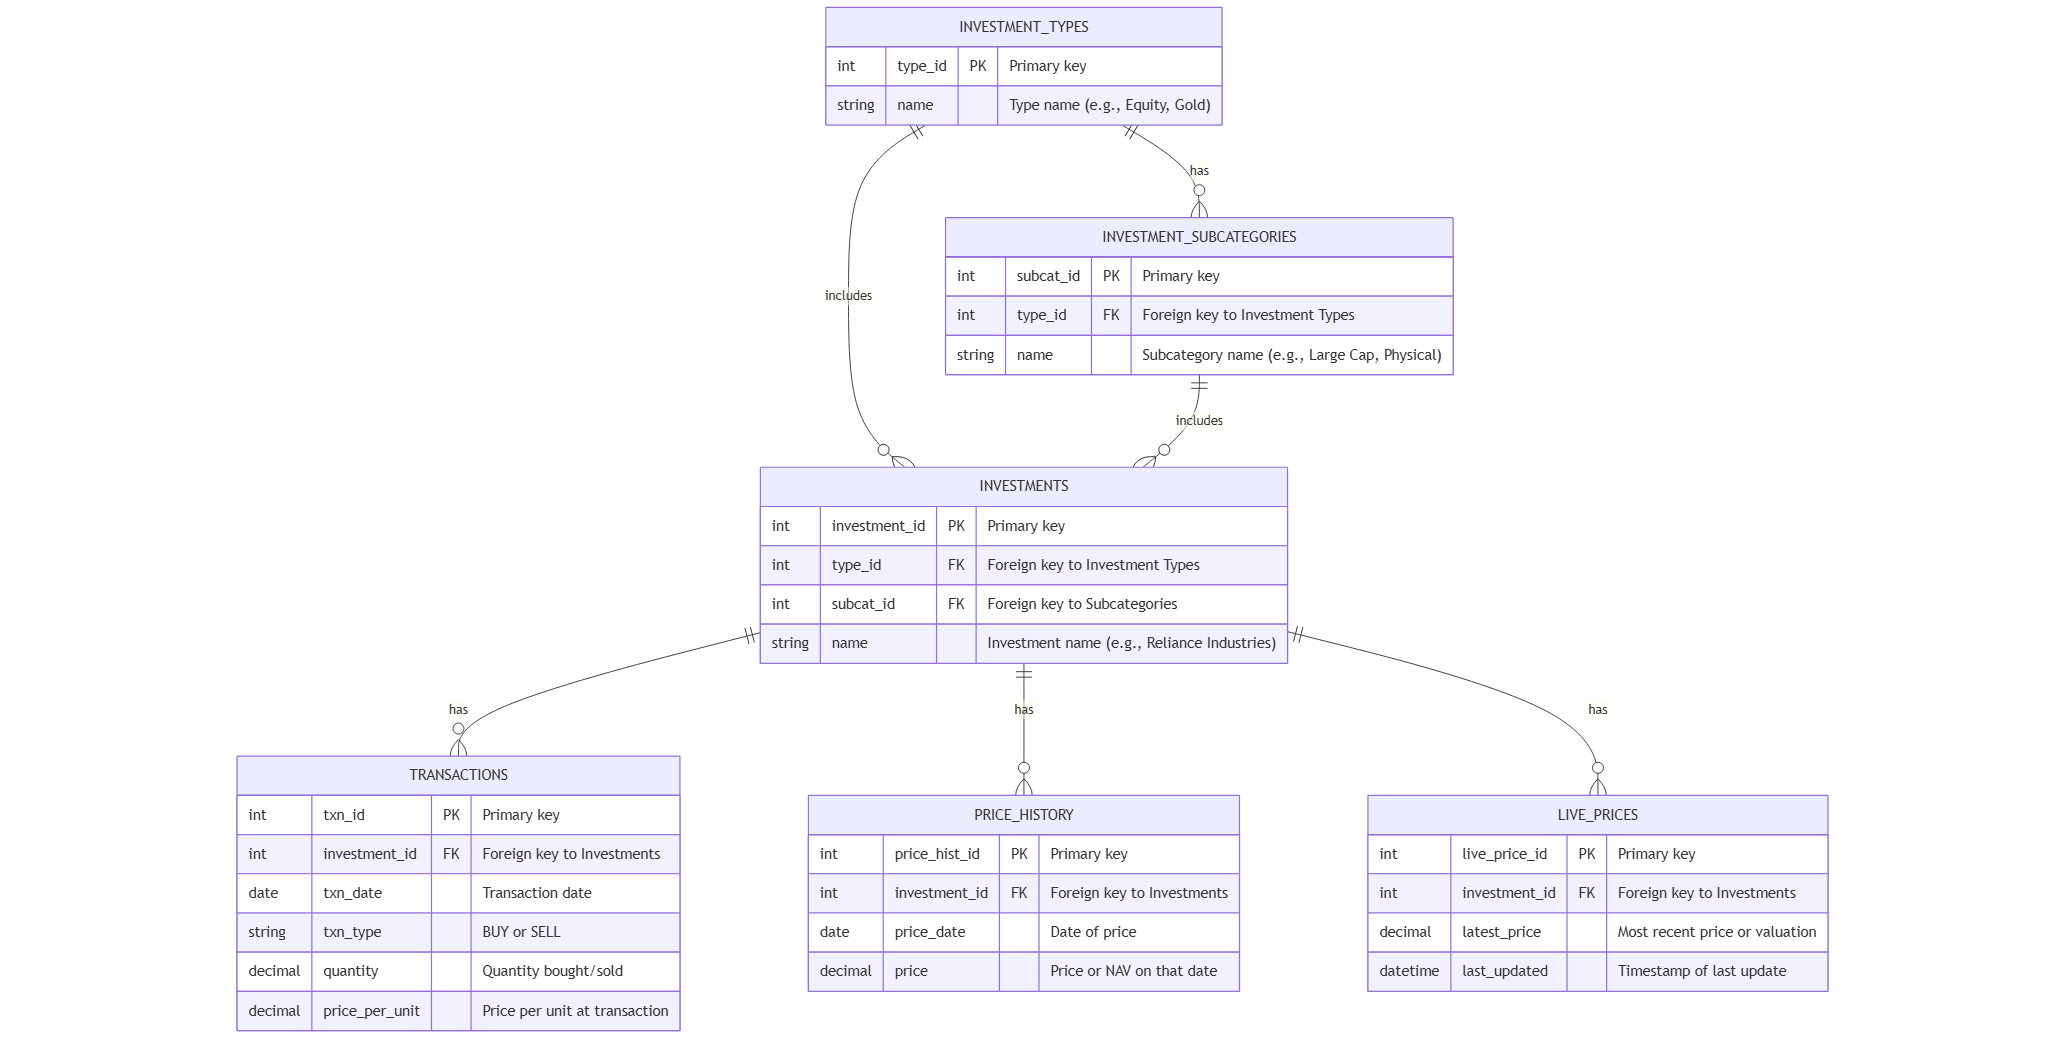 INVESTMENT_TYPES
int type_id PK Primary key
string name Type name (e.g., Equity, Gold)
has
INVESTMENT_SUBCATEGORIES
int subcat_id PK Primary key
int type_id FK Foreign key to Investment Types
string name Subcategory name (e.g., Large Cap, Physical)
includes
includes
INVESTMENTS
int investment_id PK Primary key
int type_id FK Foreign key to Investment Types
int subcat_id FK Foreign key to Subcategories
string name Investment name (e.g., Reliance Industries)
has
has
has
TRANSACTIONS
int txn_id PK Primary key
int investment_id FK Foreign key to Investments
date txn_date Transaction date
string txn_type BUY or SELL
decimal quantity Quantity bought/sold
decimal price_per_unit Price per unit at transaction
PRICE_HISTORY
int price_hist_id PK Primary key
int investment_id FK Foreign key to Investments
date price_date Date of price
decimal price Price or NAV on that date
LIVE_PRICES
int live_price_id PK Primary key
int investment_id FK Foreign key to Investments
decimal latest_price Most recent price or valuation
datetime last_updated Timestamp of last update